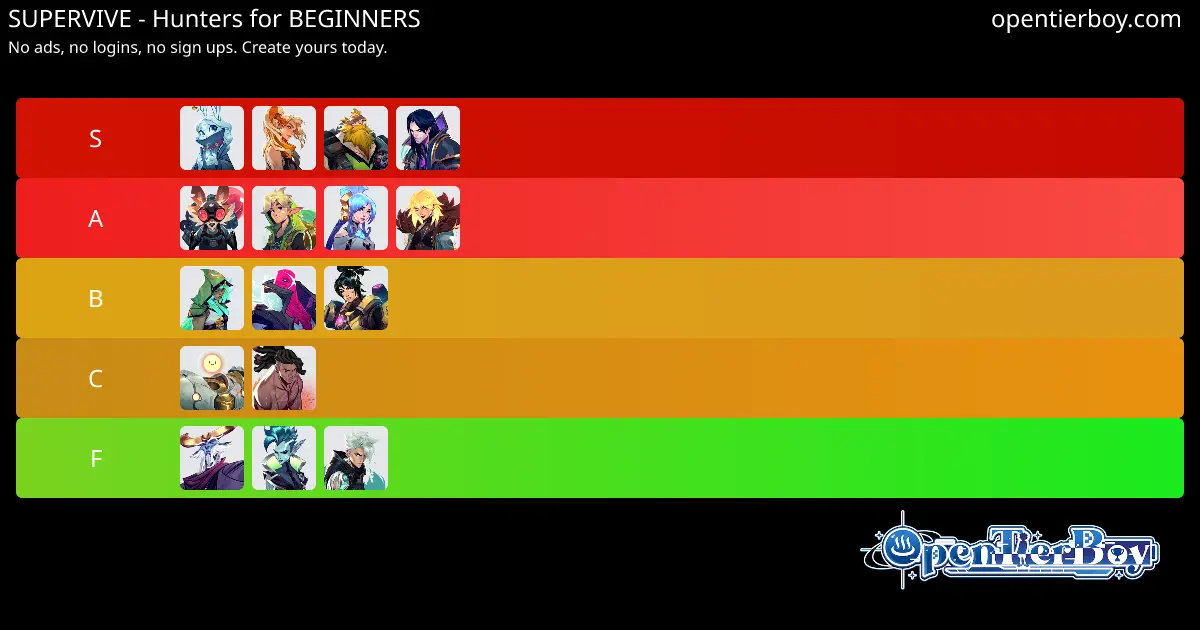 SUPERVIVE - Hunters for BEGINNERS
opentierboy.com
No ads, no logins, no sign ups. Create yours today.
S
A
B
C
F
OpenTierBoy